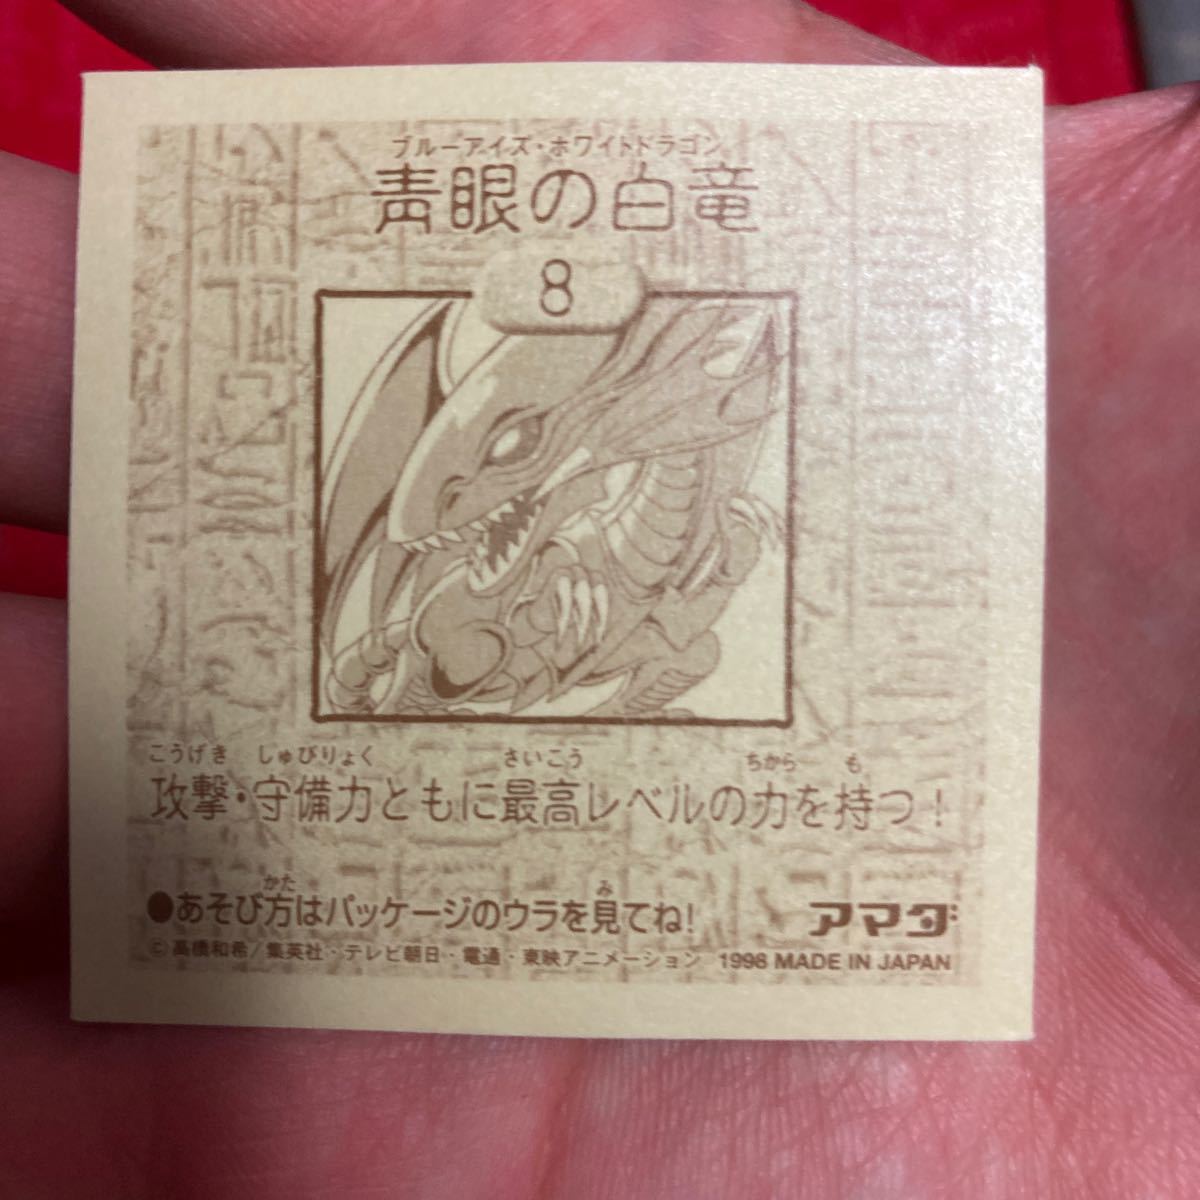 ブルーアイズ・ホワイトドラゴン
青眼の白竜
8
こうげき しゅびりょく さいこう ちから も
攻撃・守備力ともに最高レベルの力を持つ!
かた み
●あそび方はパッケージのウラを見てね!
アマダ
©高橋和希/集英社・テレビ朝日・電通・東映アニメーション 1998 MADE IN JAPAN